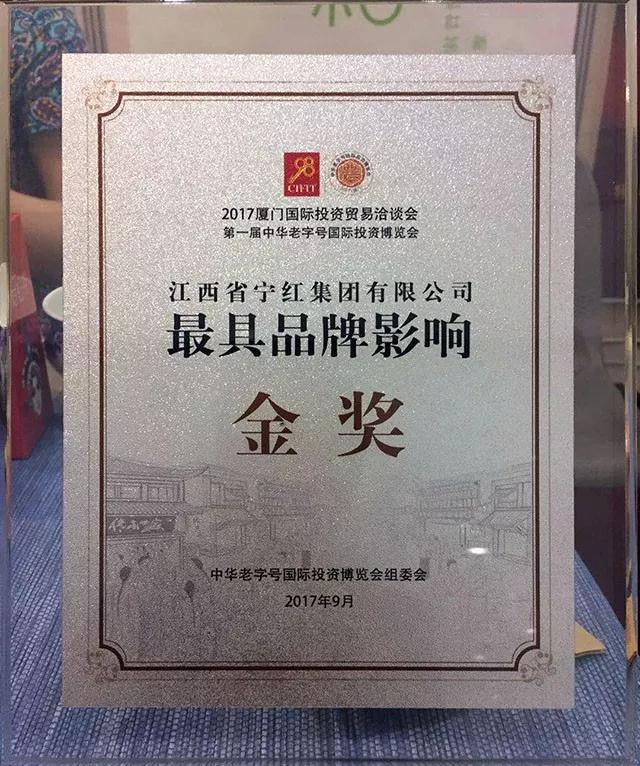 98
CIFIT
2017厦门国际投资贸易洽谈会
第一届中华老字号国际投资博览会
江西省宁红集团有限公司
最具品牌影响
金奖
中华老字号国际投资博览会组委会
2017年9月